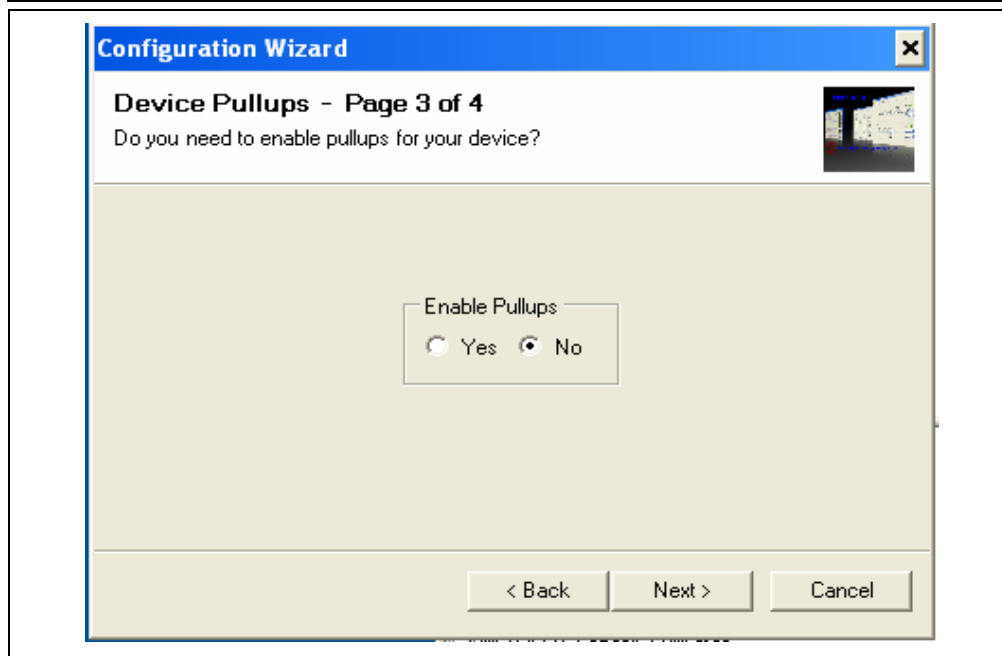 Configuration Wizard
Device Pullups - Page 3 of 4
Do you need to enable pullups for your device?
Enable Pullups
Yes No
< Back Next > Cancel